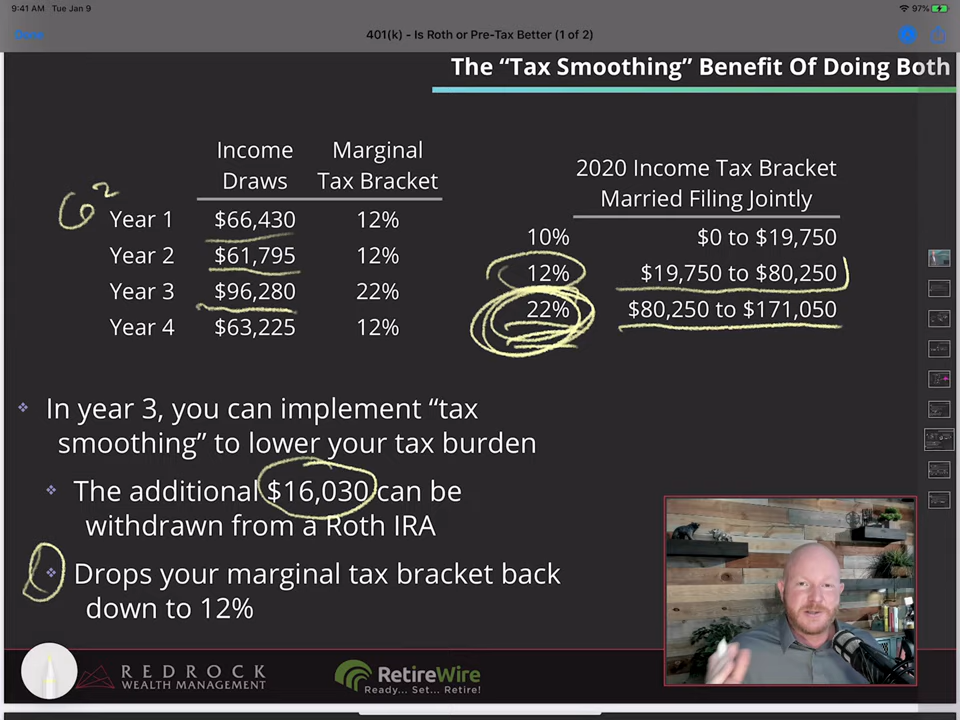 9:41 AM Tue Jan 9
97%
Done
401(k) - Is Roth or Pre-Tax Better (1 of 2)
The “Tax Smoothing” Benefit Of Doing Both
Income Draws Marginal Tax Bracket
Year 1 $66,430 12%
Year 2 $61,795 12%
Year 3 $96,280 22%
Year 4 $63,225 12%
2020 Income Tax Bracket
Married Filing Jointly
10% $0 to $19,750
12% $19,750 to $80,250
22% $80,250 to $171,050
❖ In year 3, you can implement “tax
smoothing” to lower your tax burden
❖ The additional $16,030 can be
withdrawn from a Roth IRA
❖ Drops your marginal tax bracket back
down to 12%
REDROCK
WEALTH MANAGEMENT
RetireWire
Ready... Set... Retire!